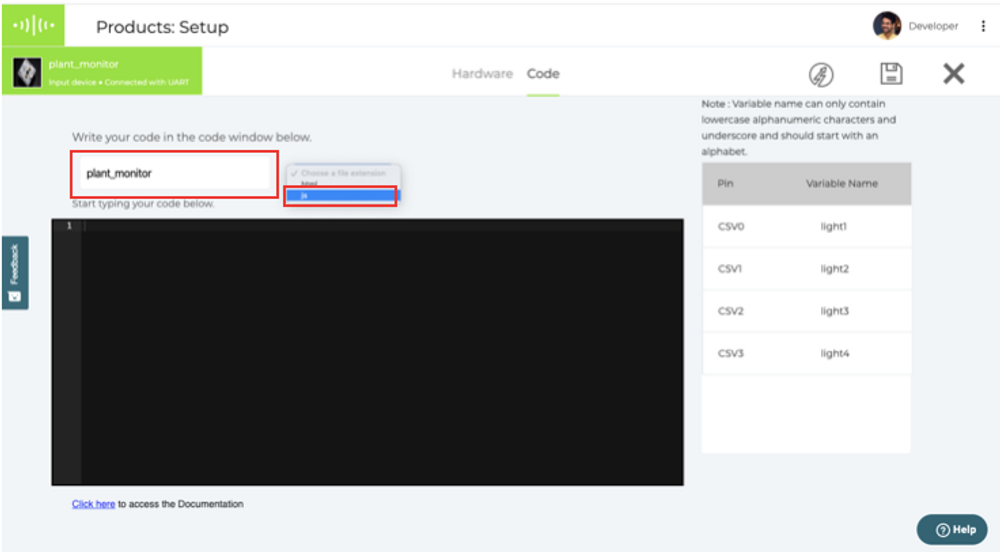 Products: Setup
Developer
plant_monitor
Input device • Connected with UART
Hardware
Code
Note : Variable name can only contain
lowercase alphanumeric characters and
underscore and should start with an
alphabet.
Write your code in the code window below.
plant_monitor
✓ Choose a file extension
html
js
Start typing your code below.
1
Pin Variable Name
CSV0 light1
CSV1 light2
CSV2 light3
CSV3 light4
Feedback
Click here to access the Documentation
Help